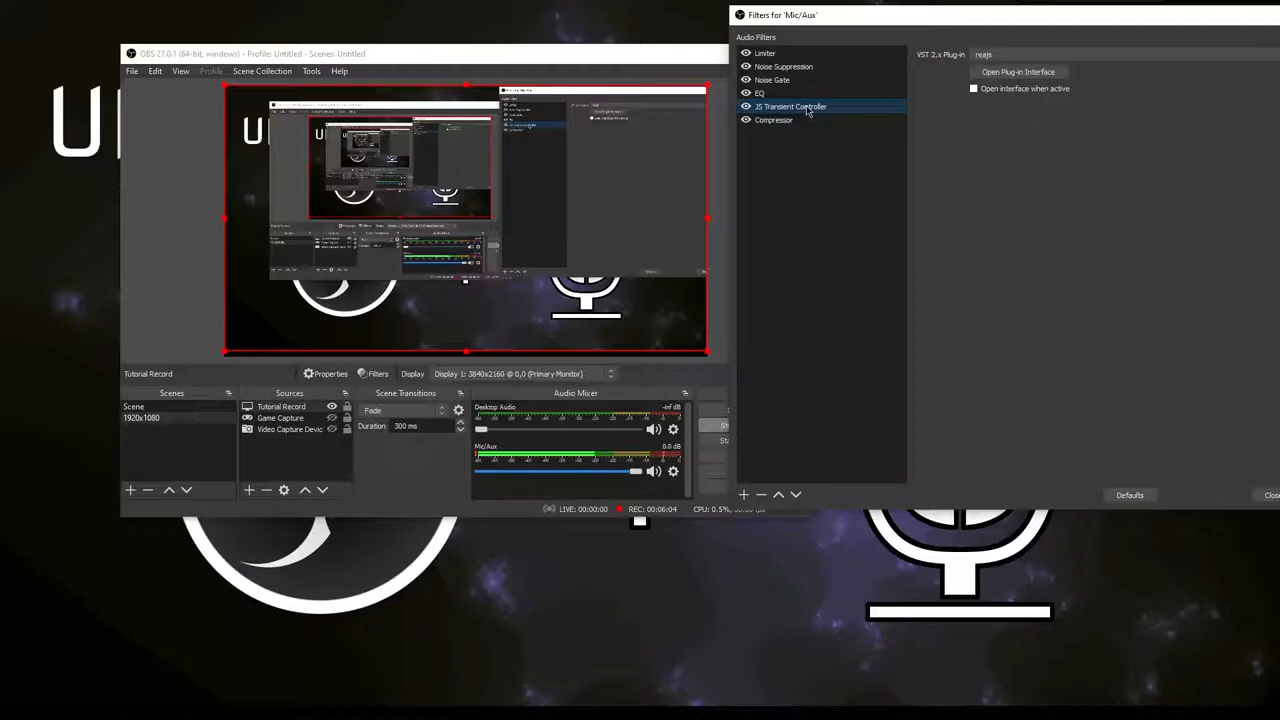 Filters for 'Mic/Aux'
Audio Filters
Limiter
Noise Suppression
Noise Gate
EQ
JS Transient Controller
Compressor
VST 2.x Plug-in
reajs
Open Plug-in Interface
Open interface when active
Defaults
OBS 27.0.1 (64-bit, windows) - Profile: Untitled - Scenes: Untitled
File Edit View Profile Scene Collection Tools Help
Tutorial Record
Properties Filters Display Display 1: 3840x2160 @ 0,0 (Primary Monitor)
Scenes
Scene
1920x1080
Sources
Tutorial Record
Game Capture
Video Capture Devic
Scene Transitions
Fade
Duration 300 ms
Audio Mixer
Desktop Audio -inf dB
Mic/Aux 0.0 dB
LIVE: 00:00:00 REC: 00:06:04 CPU: 0.5%,